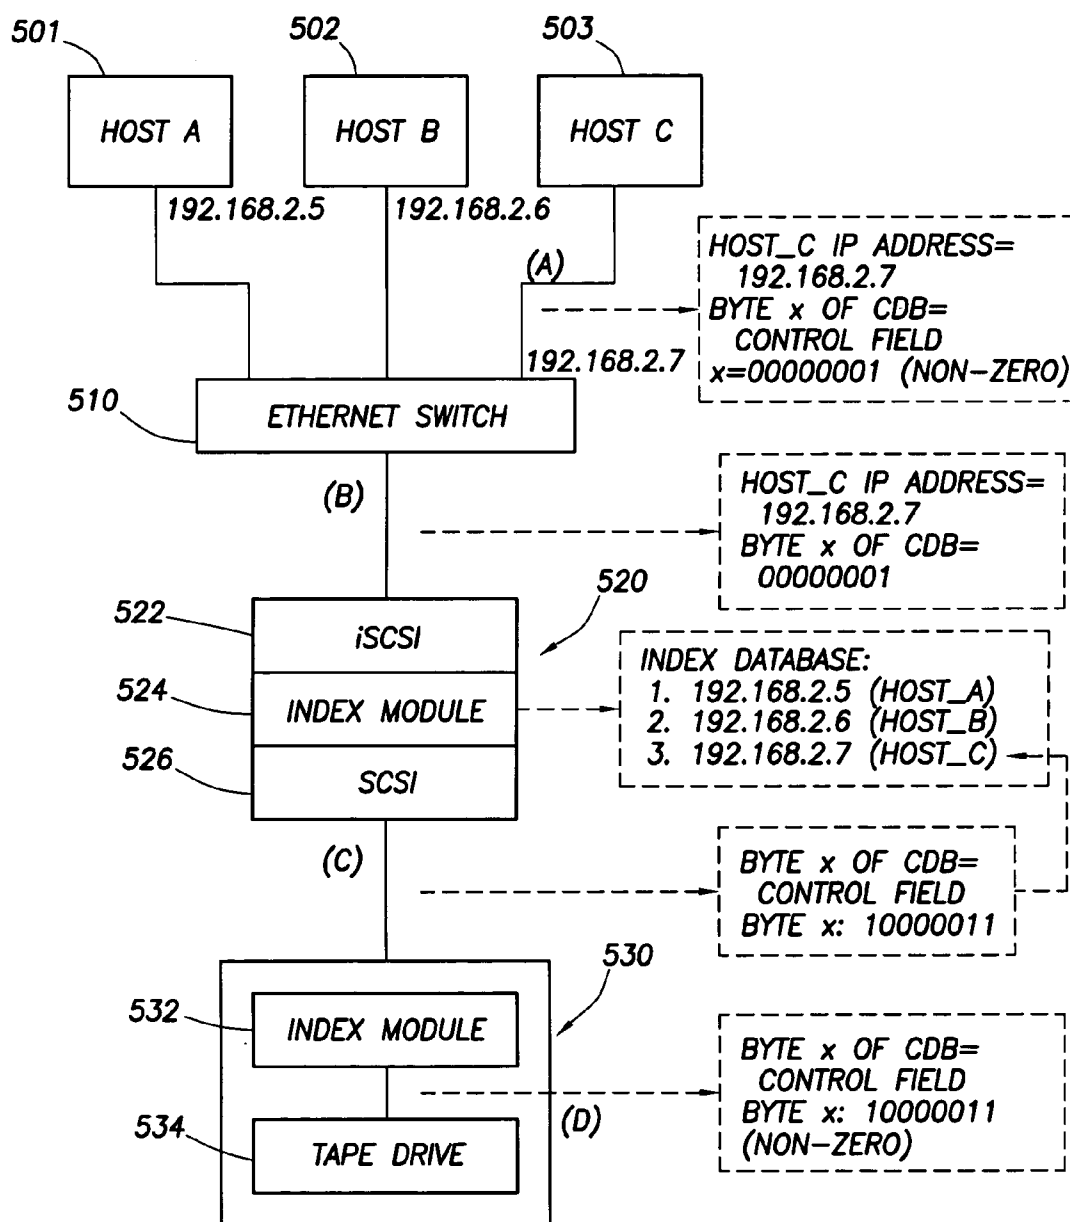 501
502
503
HOST A
HOST B
HOST C
192.168.2.5
192.168.2.6
(A)
192.168.2.7
HOST_C IP ADDRESS=
192.168.2.7
BYTE x OF CDB=
CONTROL FIELD
x=00000001 (NON-ZERO)
510
ETHERNET SWITCH
(B)
HOST_C IP ADDRESS=
192.168.2.7
BYTE x OF CDB=
00000001
520
522
iSCSI
524
INDEX MODULE
526
SCSI
INDEX DATABASE:
1. 192.168.2.5 (HOST_A)
2. 192.168.2.6 (HOST_B)
3. 192.168.2.7 (HOST_C)
(C)
BYTE x OF CDB=
CONTROL FIELD
BYTE x: 10000011
530
532
INDEX MODULE
534
TAPE DRIVE
(D)
BYTE x OF CDB=
CONTROL FIELD
BYTE x: 10000011
(NON-ZERO)